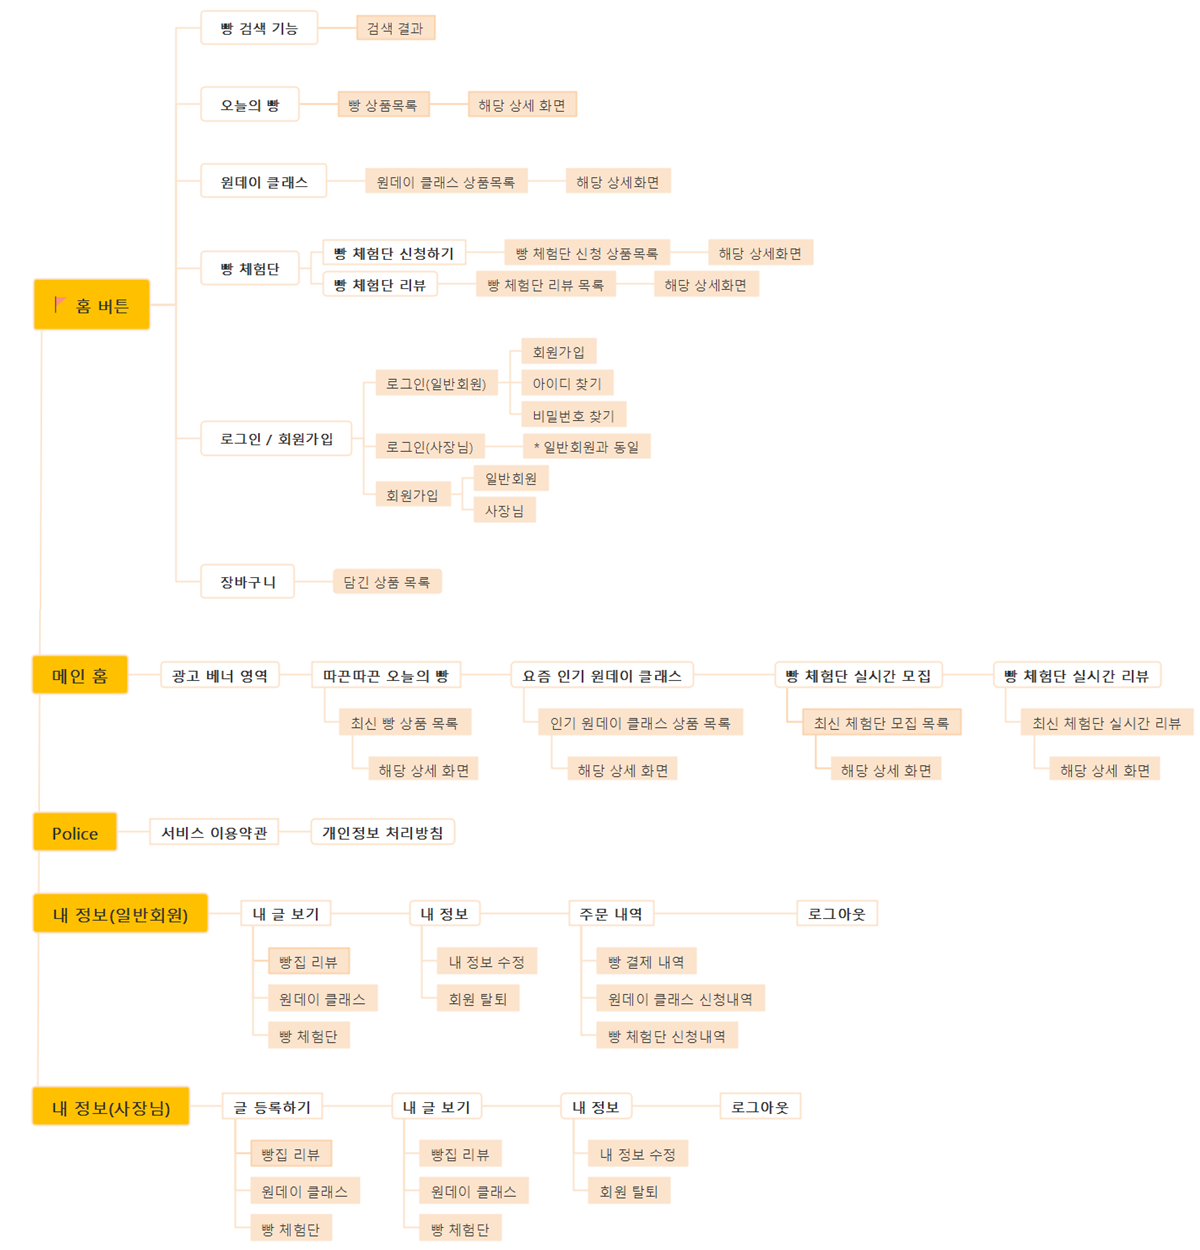 빵 검색 기능
검색 결과
오늘의 빵
빵 상품목록
해당 상세 화면
원데이 클래스
원데이 클래스 상품목록
해당 상세화면
빵 체험단
빵 체험단 신청하기
빵 체험단 신청 상품목록
해당 상세화면
빵 체험단 리뷰
빵 체험단 리뷰 목록
해당 상세화면
홈 버튼
로그인 / 회원가입
로그인(일반회원)
회원가입
아이디 찾기
비밀번호 찾기
로그인(사장님)
* 일반회원과 동일
회원가입
일반회원
사장님
장바구니
담긴 상품 목록
메인 홈
광고 베너 영역
따끈따끈 오늘의 빵
요즘 인기 원데이 클래스
빵 체험단 실시간 모집
빵 체험단 실시간 리뷰
최신 빵 상품 목록
인기 원데이 클래스 상품 목록
최신 체험단 모집 목록
최신 체험단 실시간 리뷰
해당 상세 화면
해당 상세 화면
해당 상세 화면
해당 상세 화면
Police
서비스 이용약관
개인정보 처리방침
내 정보(일반회원)
내 글 보기
내 정보
주문 내역
로그아웃
빵집 리뷰
내 정보 수정
빵 결제 내역
원데이 클래스
회원 탈퇴
원데이 클래스 신청내역
빵 체험단
빵 체험단 신청내역
내 정보(사장님)
글 등록하기
내 글 보기
내 정보
로그아웃
빵집 리뷰
빵집 리뷰
내 정보 수정
원데이 클래스
원데이 클래스
회원 탈퇴
빵 체험단
빵 체험단